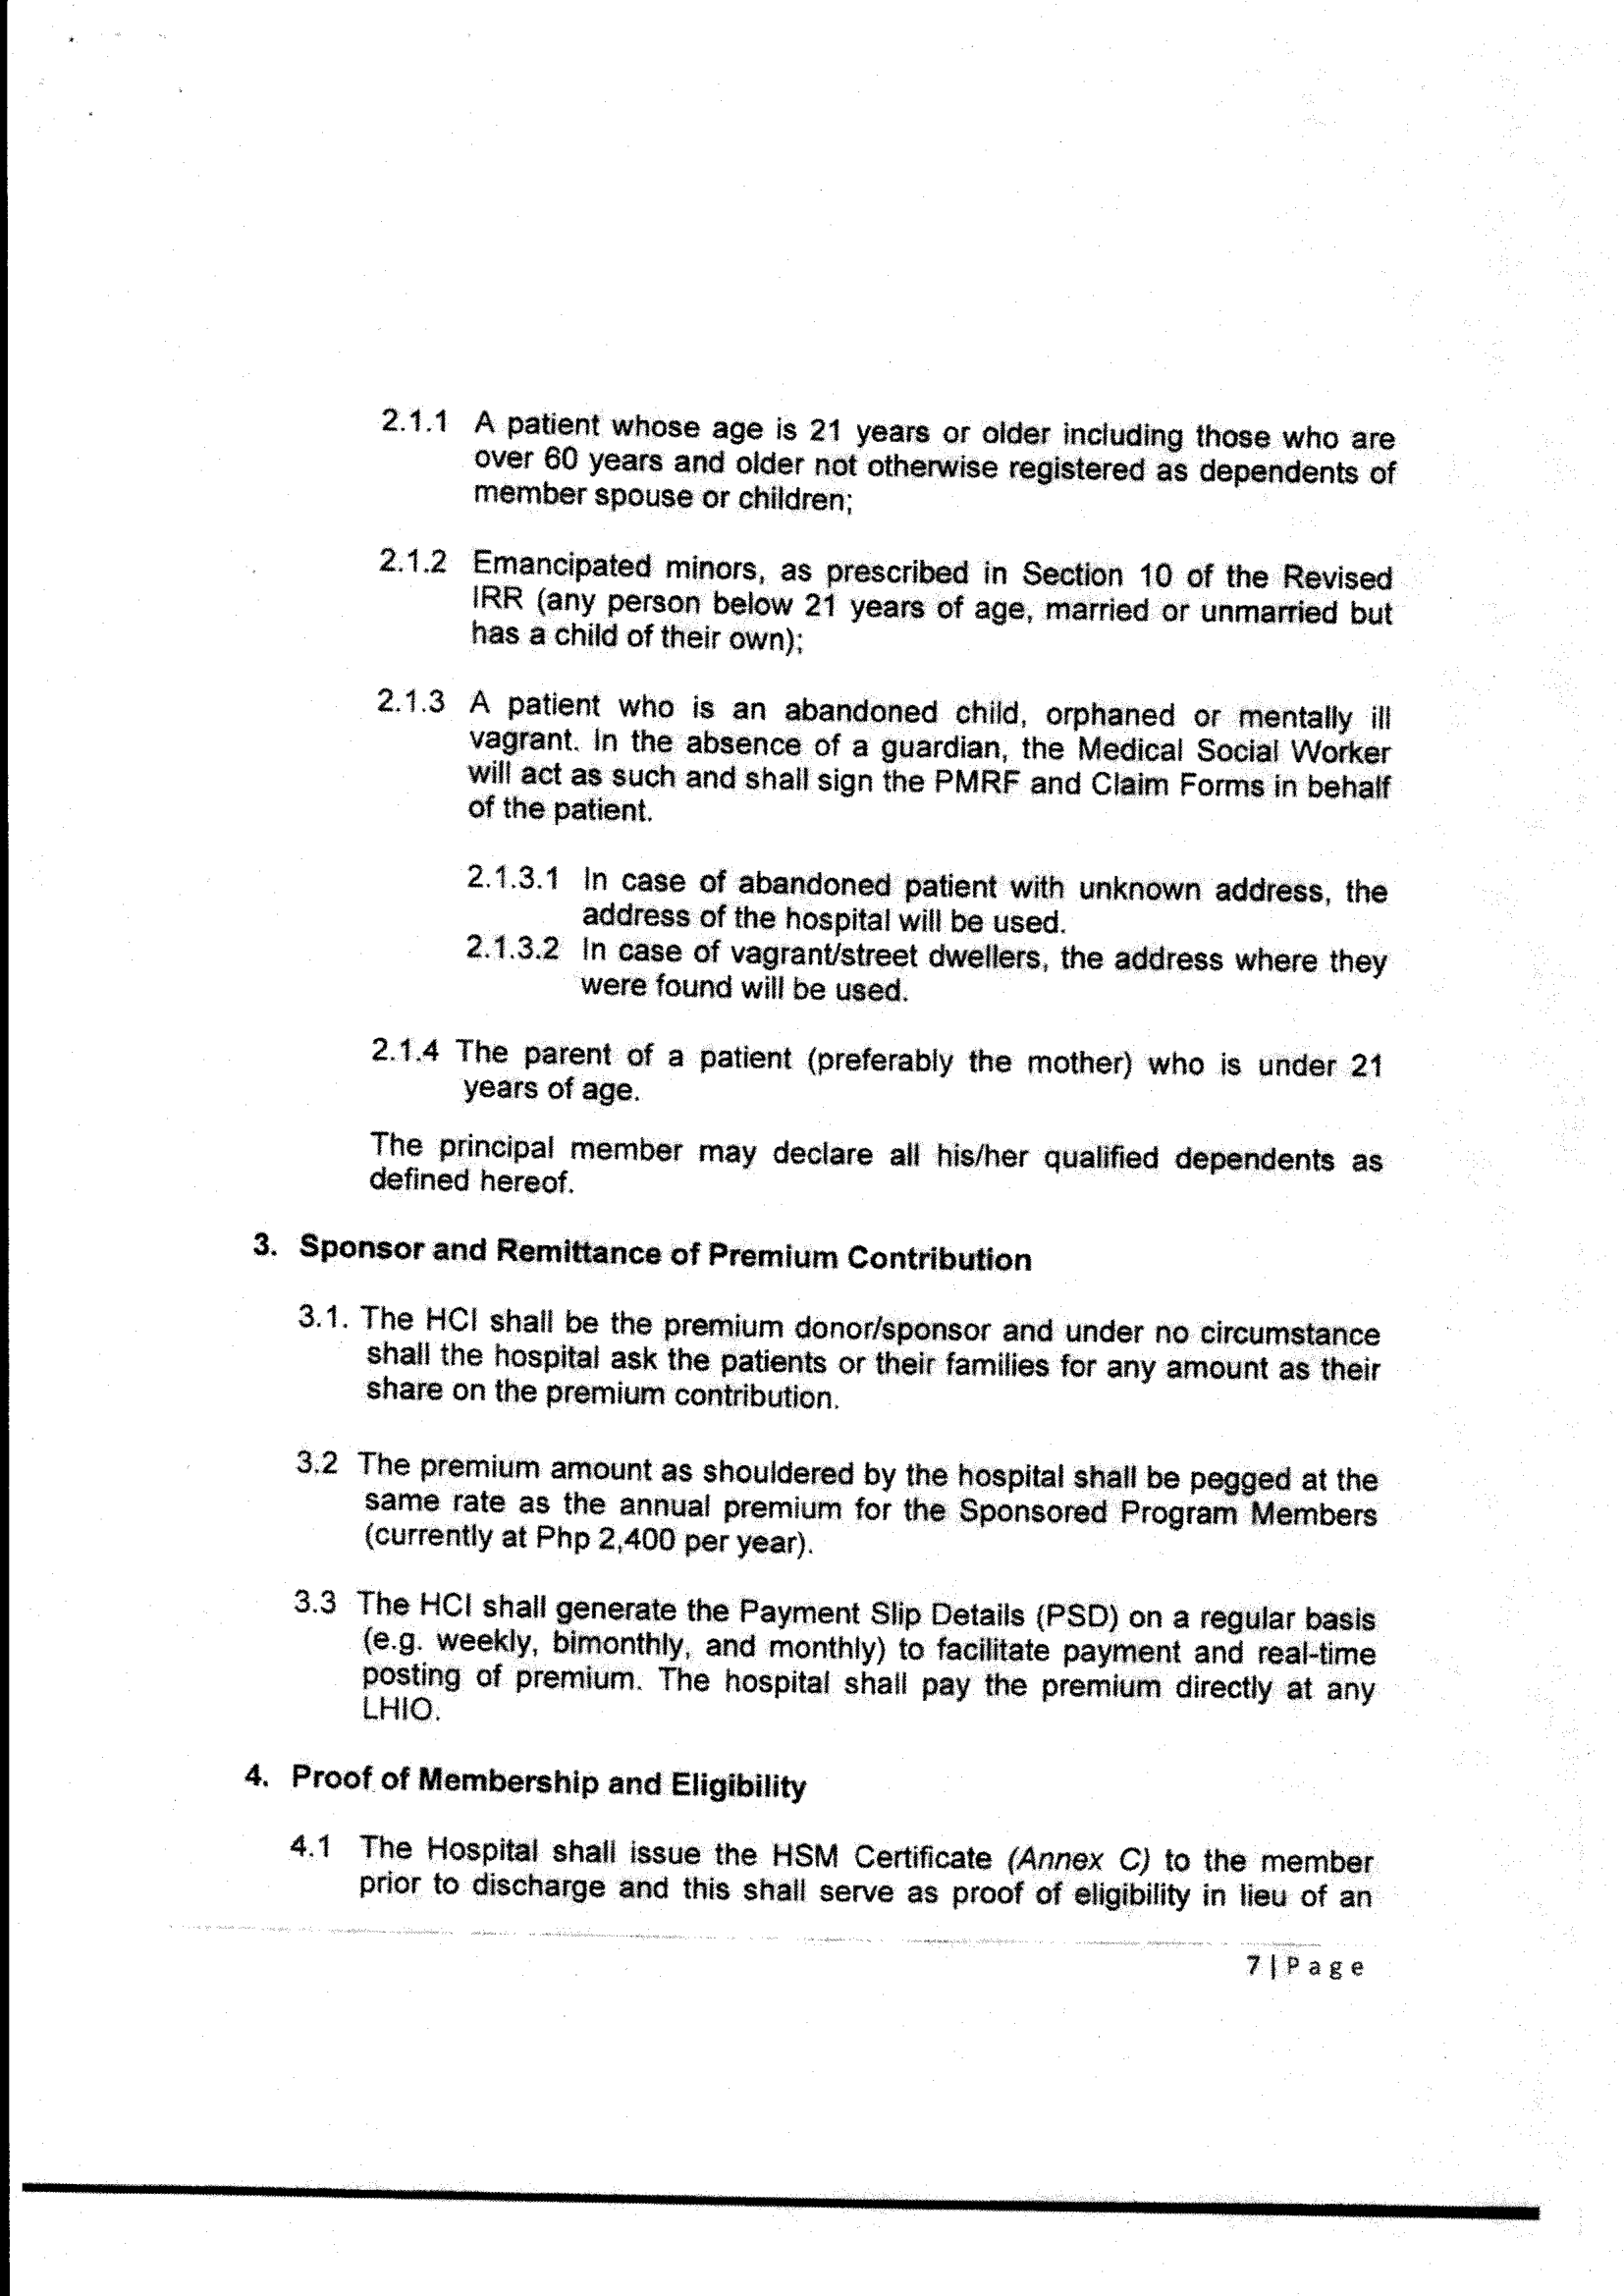 2.1.1 A patient whose age is 21 years or older including those who are
over 60 years and older not otherwise registered as dependents of
member spouse or children;
2.1.2 Emancipated minors, as prescribed in Section 10 of the Revised
IRR (any person below 21 years of age, married or unmarried but
has a child of their own);
2.1.3 A patient who is an abandoned child, orphaned or mentally ill
vagrant. In the absence of a guardian, the Medical Social Worker
will act as such and shall sign the PMRF and Claim Forms in behalf
of the patient.
2.1.3.1 In case of abandoned patient with unknown address, the
address of the hospital will be used.
2.1.3.2 In case of vagrant/street dwellers, the address where they
were found will be used.
2.1.4 The parent of a patient (preferably the mother) who is under 21
years of age.
The principal member may declare all his/her qualified dependents as
defined hereof.
3. Sponsor and Remittance of Premium Contribution
3.1. The HCI shall be the premium donor/sponsor and under no circumstance
shall the hospital ask the patients or their families for any amount as their
share on the premium contribution.
3.2 The premium amount as shouldered by the hospital shall be pegged at the
same rate as the annual premium for the Sponsored Program Members
(currently at Php 2,400 per year).
3.3 The HCI shall generate the Payment Slip Details (PSD) on a regular basis
(e.g. weekly, bimonthly, and monthly) to facilitate payment and real-time
posting of premium. The hospital shall pay the premium directly at any
LHIO.
4. Proof of Membership and Eligibility
4.1 The Hospital shall issue the HSM Certificate (Annex C) to the member
prior to discharge and this shall serve as proof of eligibility in lieu of an
7 | P a g e